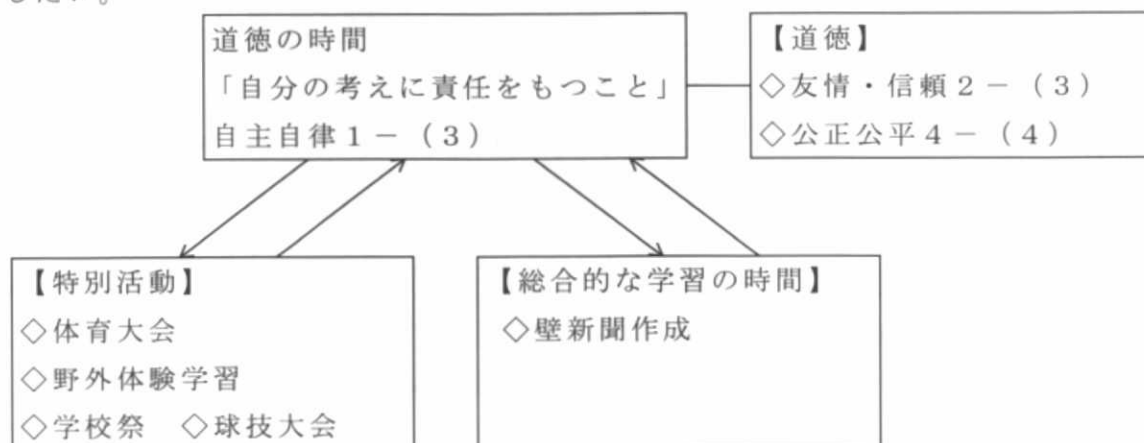 道徳の時間
「自分の考えに責任をもつこと」
自主自律1－（3）
【道徳】
◇友情・信頼2－（3）
◇公正公平4－（4）
【特別活動】
◇体育大会
◇野外体験学習
◇学校祭　◇球技大会
【総合的な学習の時間】
◇壁新聞作成